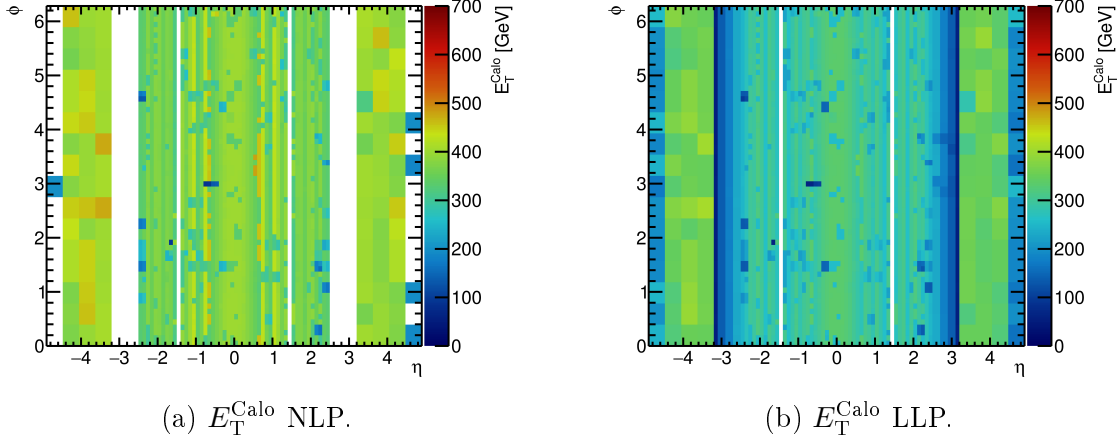 ϕ 6 5 4 3 2 1 0
−4 −3 −2 −1 0 1 2 3 4
η
700 600 500 400 300 200 100 0
E_T^Calo [GeV]
ϕ 6 5 4 3 2 1 0
−4 −3 −2 −1 0 1 2 3 4
η
700 600 500 400 300 200 100 0
E_T^Calo [GeV]
(a) E_T^Calo NLP.
(b) E_T^Calo LLP.